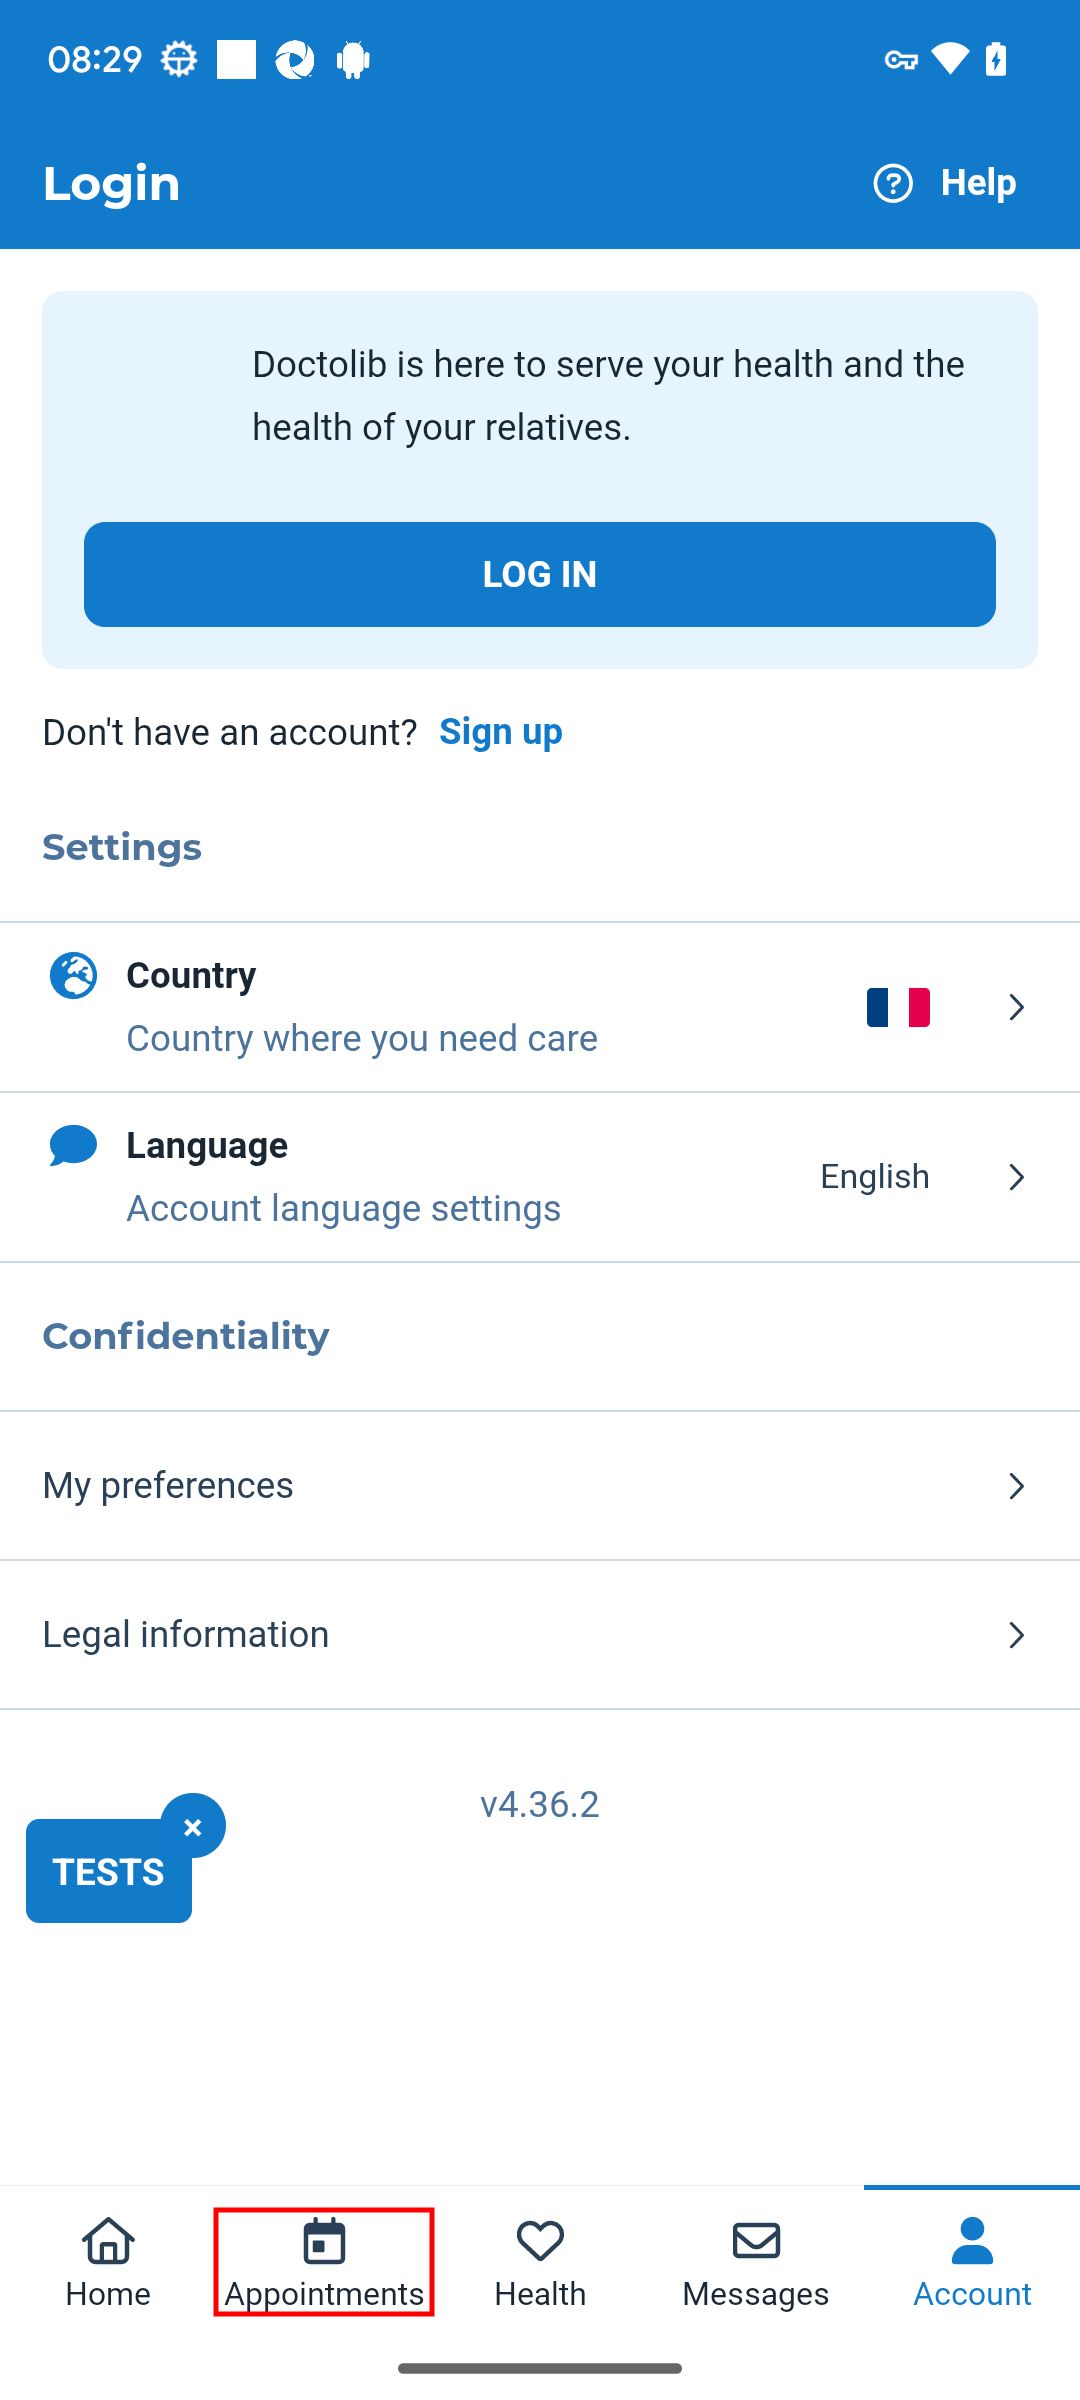 08:29
Login
Help
Doctolib is here to serve your health and the
health of your relatives.
LOG IN
Don't have an account? Sign up
Settings
Country
Country where you need care
Language
Account language settings
English
Confidentiality
My preferences
Legal information
v4.36.2
×
TESTS
Home
Appointments
Health
Messages
Account